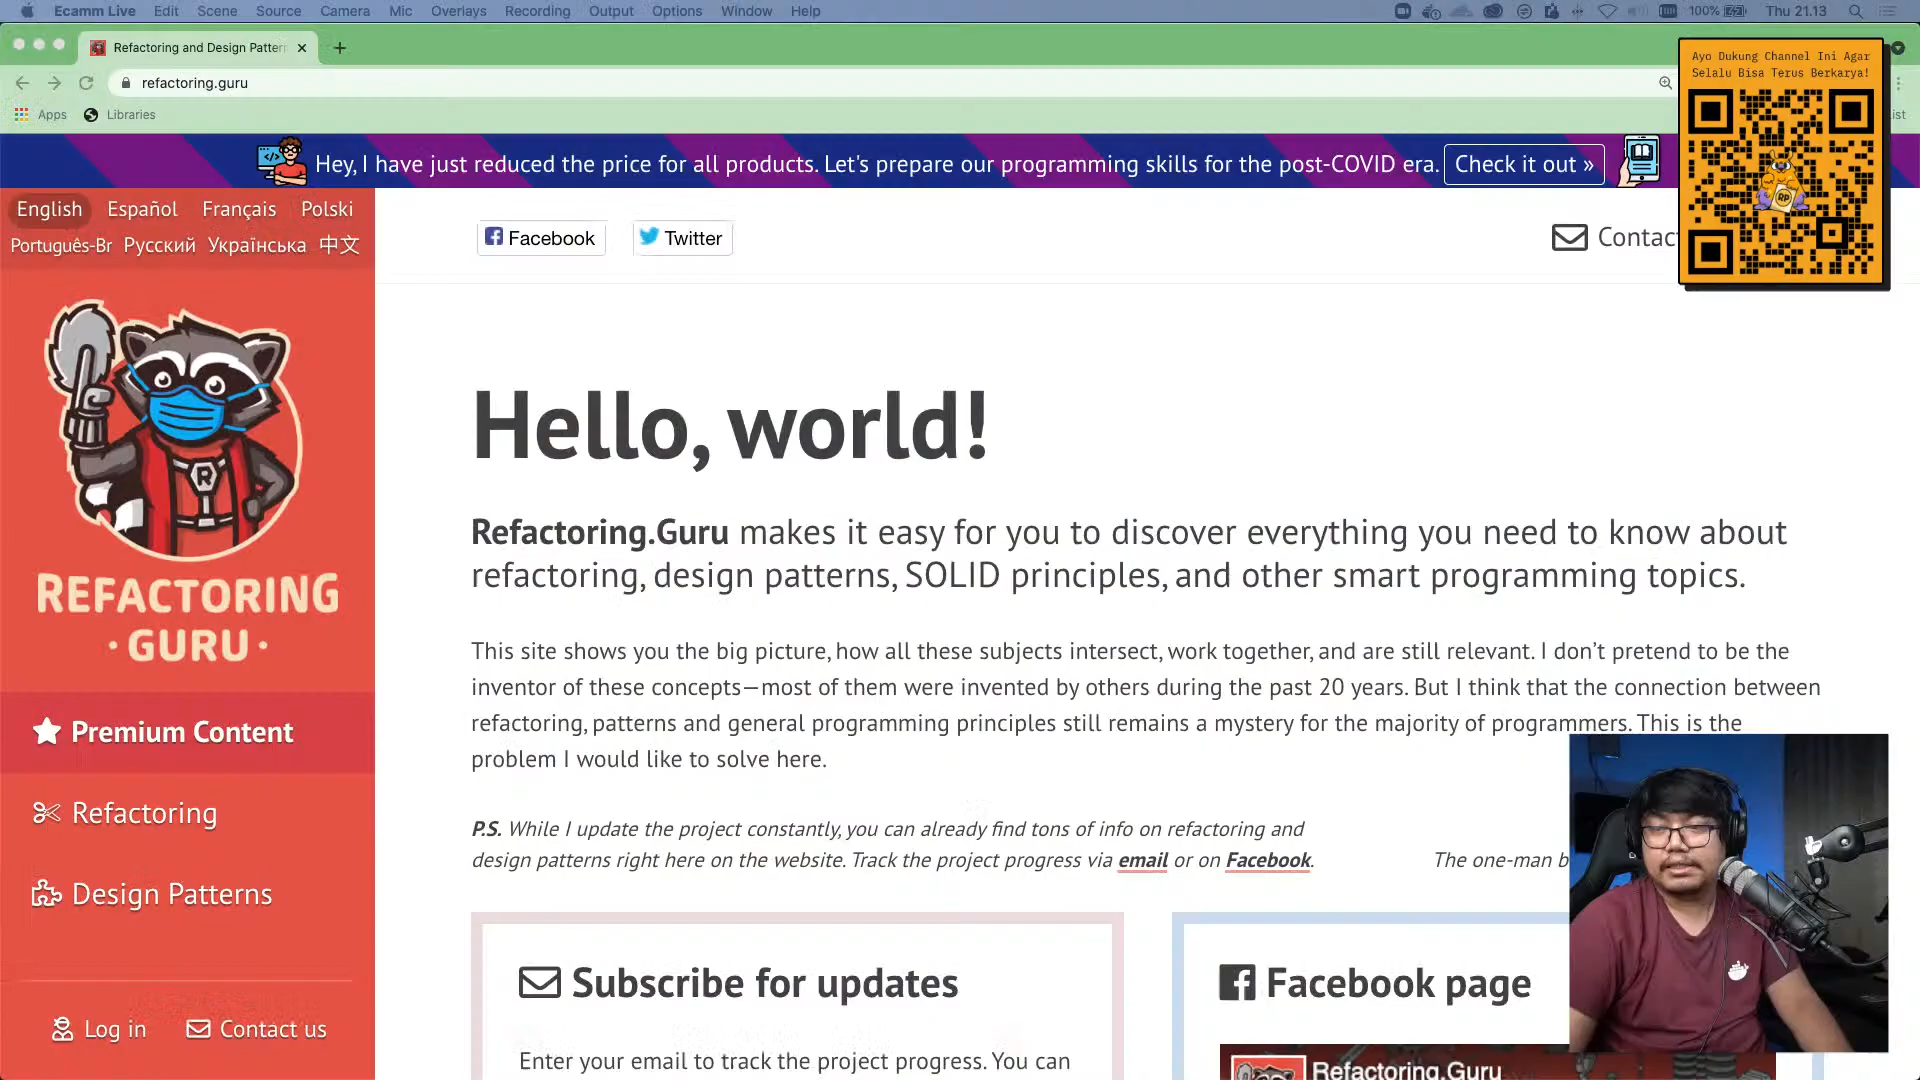 Ecamm Live Edit Scene Source Camera Mic Overlays Recording Output Options Window Help 100% Thu 21.13
Refactoring and Design Patter
refactoring.guru
Apps Libraries
Ayo Dukung Channel Ini Agar
Selalu Bisa Terus Berkarya!
RP
Hey, I have just reduced the price for all products. Let's prepare our programming skills for the post-COVID era. Check it out »
English Español Français Polski
Português-Br Русский Українська 中文
Facebook Twitter Contac
R
REFACTORING
· GURU ·
Premium Content
Refactoring
Design Patterns
Log in Contact us
Hello, world!
Refactoring.Guru makes it easy for you to discover everything you need to know about
refactoring, design patterns, SOLID principles, and other smart programming topics.
This site shows you the big picture, how all these subjects intersect, work together, and are still relevant. I don’t pretend to be the
inventor of these concepts—most of them were invented by others during the past 20 years. But I think that the connection between
refactoring, patterns and general programming principles still remains a mystery for the majority of programmers. This is the
problem I would like to solve here.
P.S. While I update the project constantly, you can already find tons of info on refactoring and
design patterns right here on the website. Track the project progress via email or on Facebook.
The one-man b
Subscribe for updates
Enter your email to track the project progress. You can
Facebook page
Refactoring.Guru